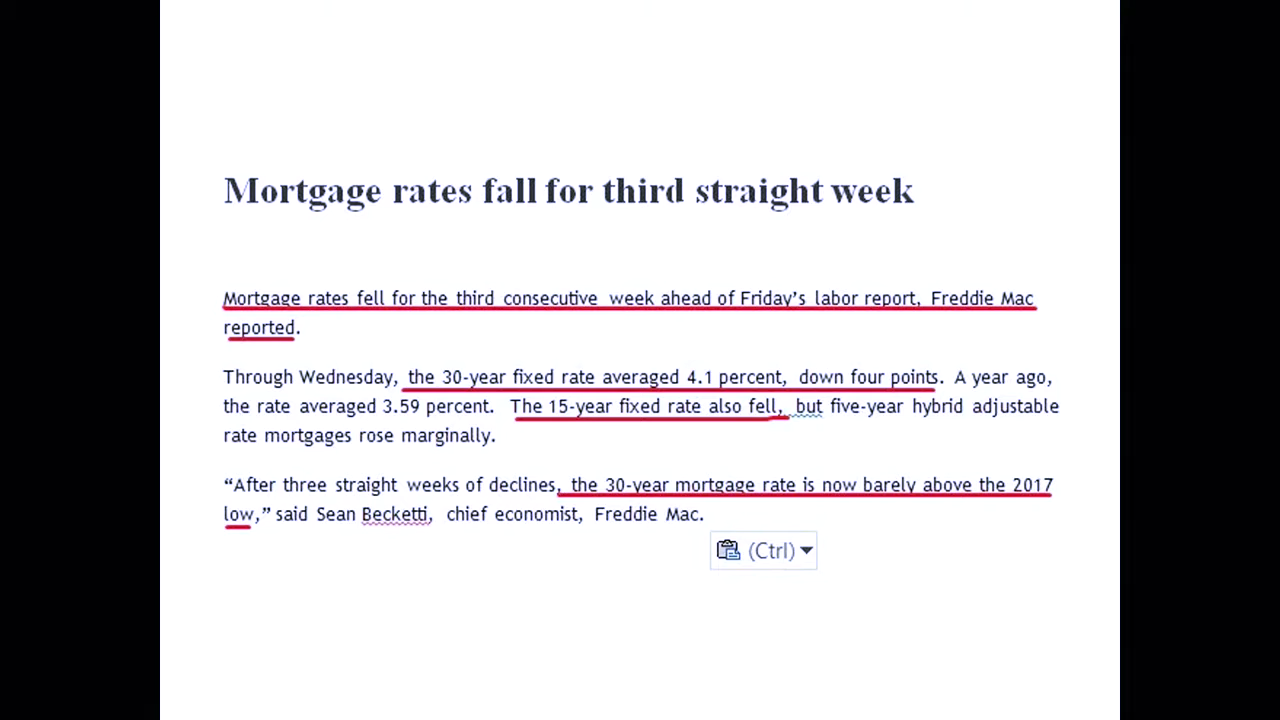 Mortgage rates fall for third straight week
Mortgage rates fell for the third consecutive week ahead of Friday’s labor report, Freddie Mac
reported.
Through Wednesday, the 30-year fixed rate averaged 4.1 percent, down four points. A year ago,
the rate averaged 3.59 percent. The 15-year fixed rate also fell, but five-year hybrid adjustable
rate mortgages rose marginally.
“After three straight weeks of declines, the 30-year mortgage rate is now barely above the 2017
low,” said Sean Becketti, chief economist, Freddie Mac.
(Ctrl)